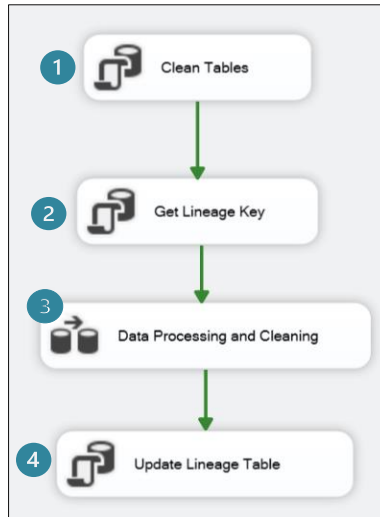 1
Clean Tables
2
Get Lineage Key
3
Data Processing and Cleaning
4
Update Lineage Table